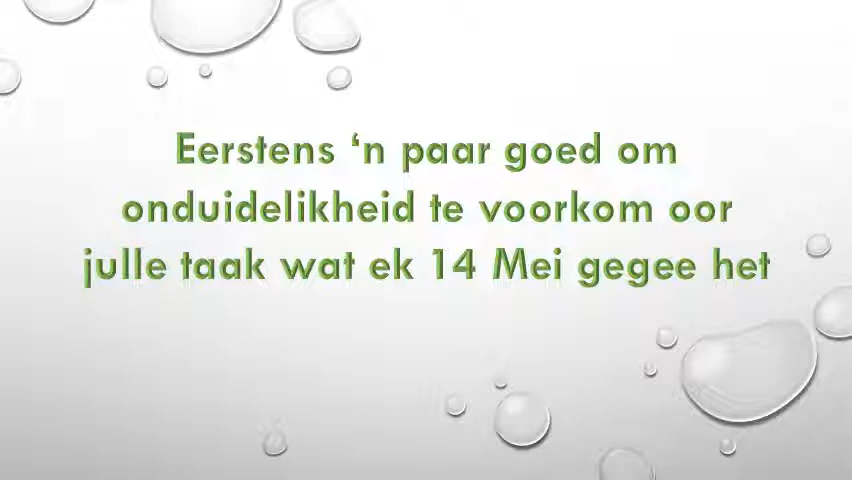 Eerstens ‘n paar goed om
onduidelikheid te voorkom oor
julle taak wat ek 14 Mei gegee het